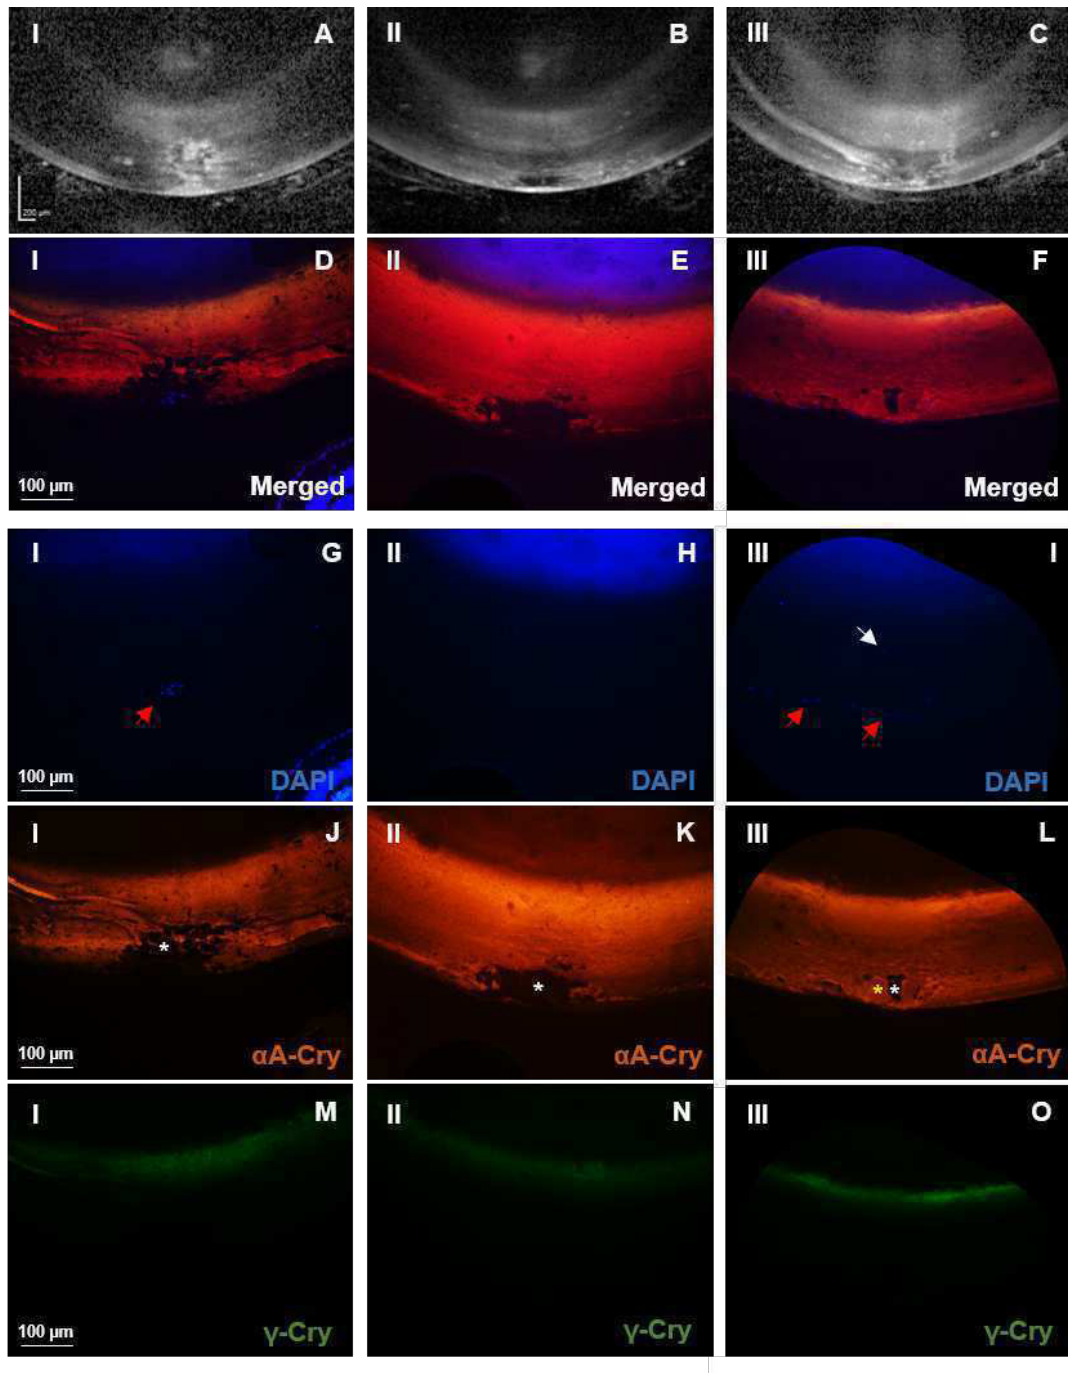 I A II B III C
200 µm
I D II E III F
100 µm Merged Merged Merged
I G II H III I
100 µm DAPI DAPI DAPI
I J II K III L
* * * *
100 µm αA-Cry αA-Cry αA-Cry
I M II N III O
100 µm γ-Cry γ-Cry γ-Cry